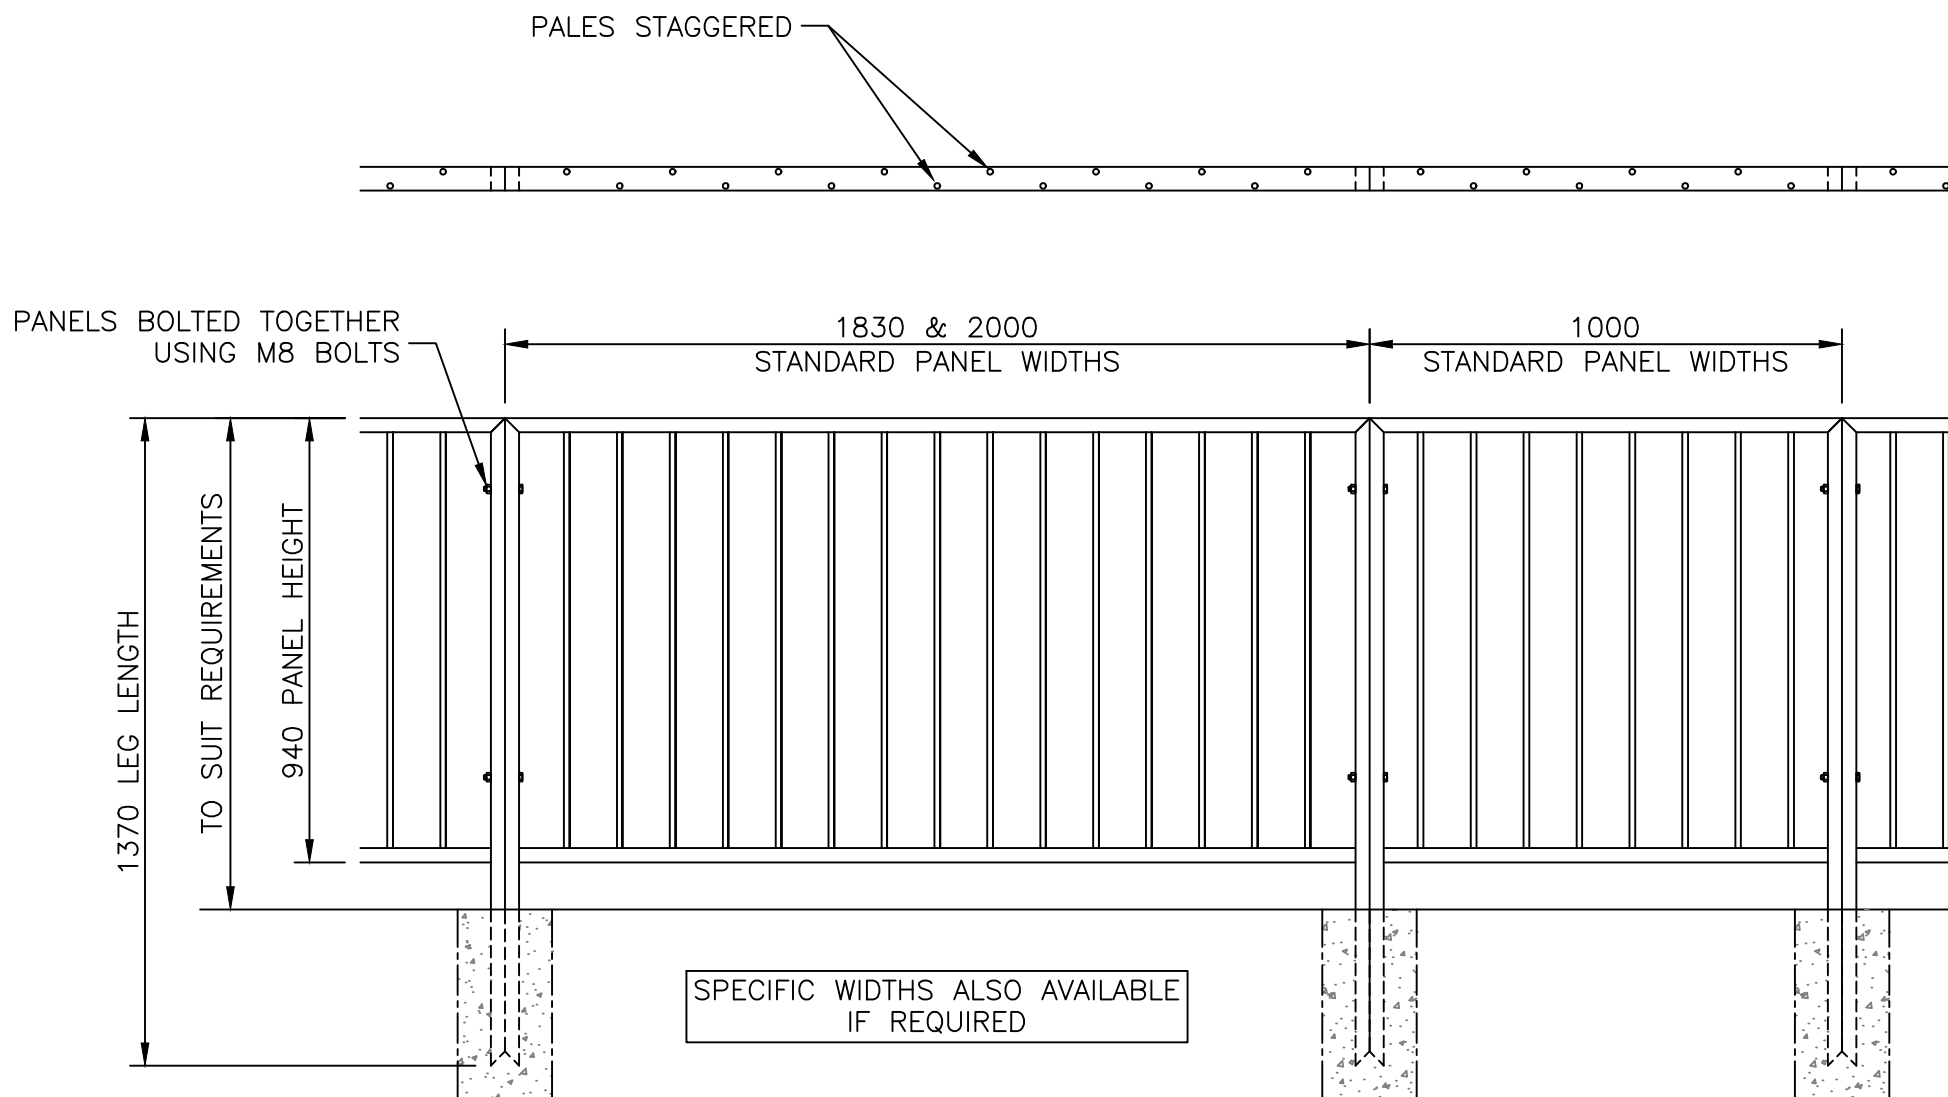 PALES STAGGERED
PANELS BOLTED TOGETHER
USING M8 BOLTS
1830 & 2000
STANDARD PANEL WIDTHS
1000
STANDARD PANEL WIDTHS
1370 LEG LENGTH
TO SUIT REQUIREMENTS
940 PANEL HEIGHT
SPECIFIC WIDTHS ALSO AVAILABLE
IF REQUIRED